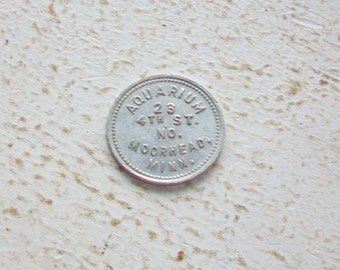 AQUARIUM
23
4TH ST.
NO.
MOORHEAD,
MINN.